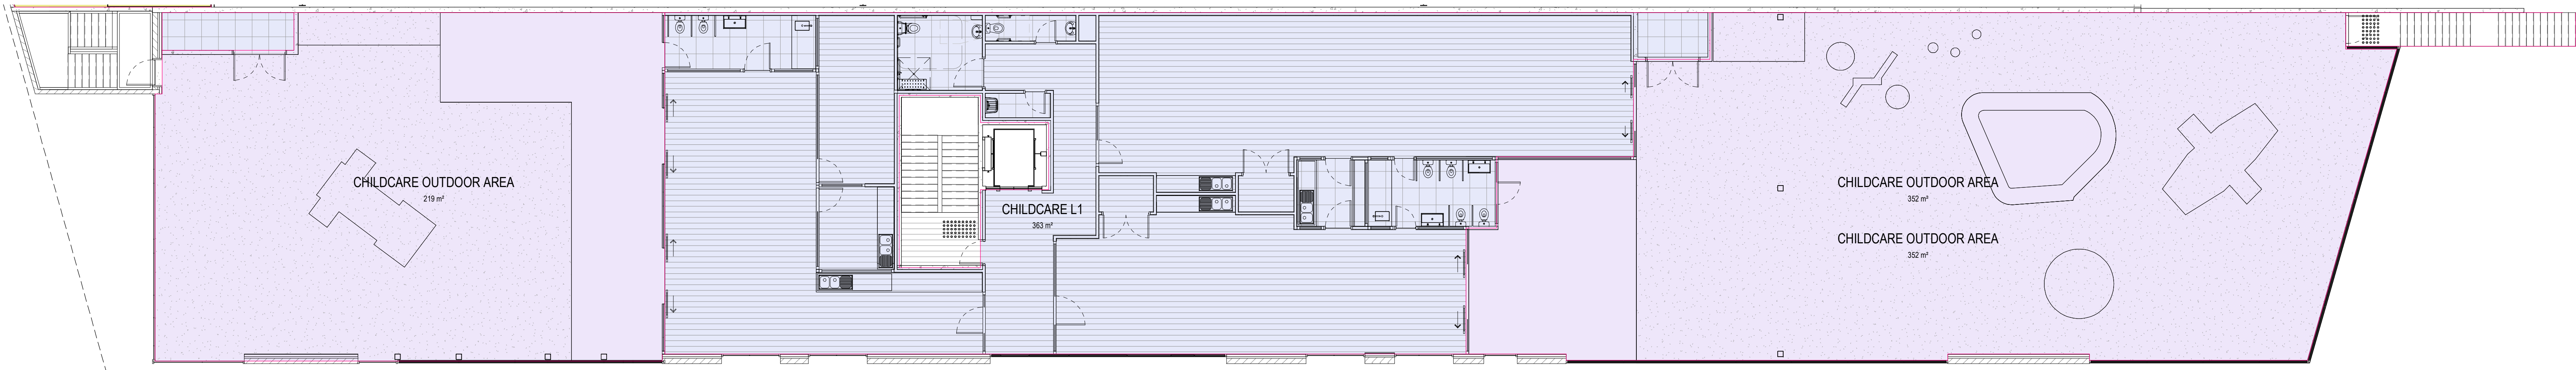 CHILDCARE OUTDOOR AREA
219 m²
CHILDCARE L1
363 m²
CHILDCARE OUTDOOR AREA
352 m²
CHILDCARE OUTDOOR AREA
352 m²